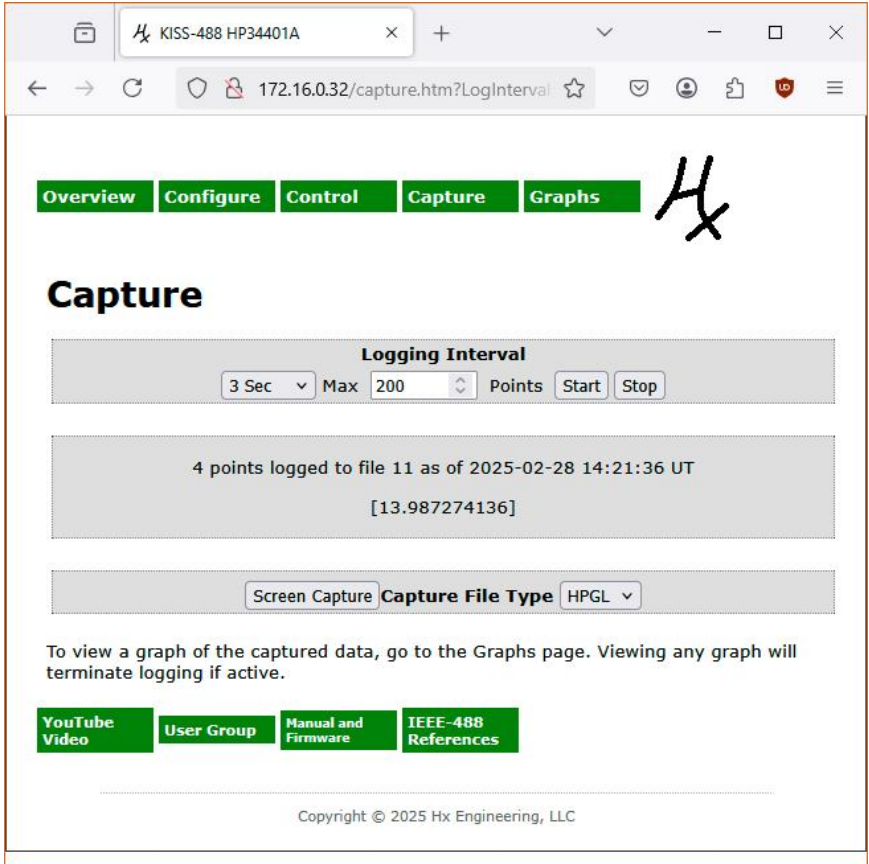 KISS-488 HP34401A
172.16.0.32/capture.htm?LogInterval
Overview Configure Control Capture Graphs
Hx
Capture
Logging Interval
3 Sec Max 200 Points Start Stop
4 points logged to file 11 as of 2025-02-28 14:21:36 UT
[13.987274136]
Screen Capture Capture File Type HPGL
To view a graph of the captured data, go to the Graphs page. Viewing any graph will
terminate logging if active.
YouTube Video User Group Manual and Firmware IEEE-488 References
Copyright © 2025 Hx Engineering, LLC